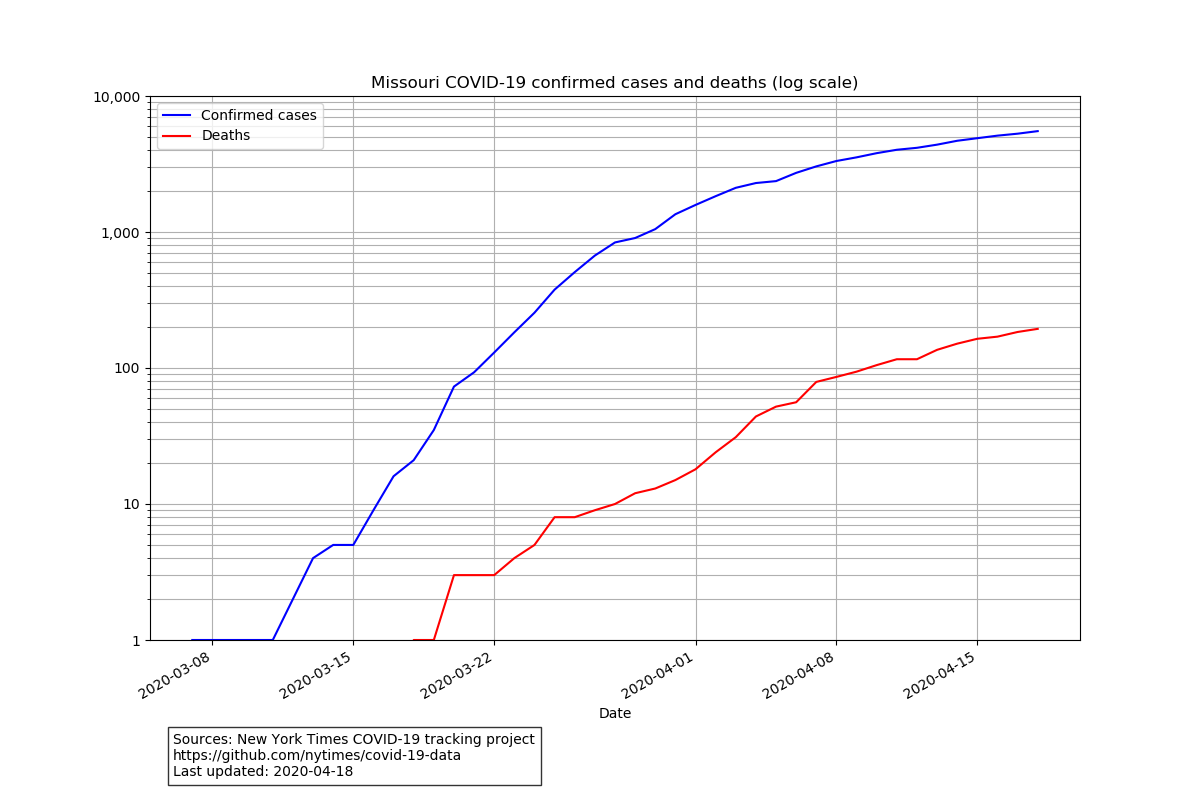 Missouri COVID-19 confirmed cases and deaths (log scale)
10,000
1,000
100
10
1
Confirmed cases
Deaths
2020-03-08
2020-03-15
2020-03-22
2020-04-01
2020-04-08
2020-04-15
Date
Sources: New York Times COVID-19 tracking project
https://github.com/nytimes/covid-19-data
Last updated: 2020-04-18